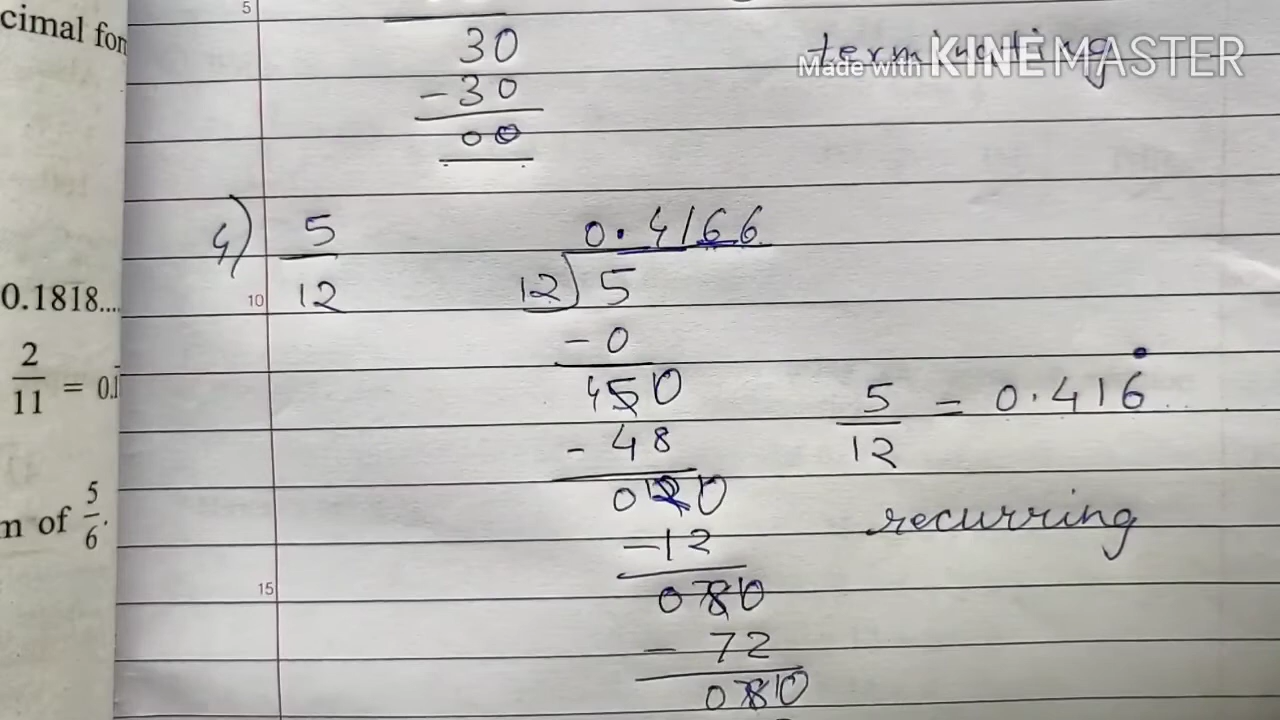 cimal for
5
30
terminating
Made with KINEMASTER
- 30
00
4) 5/12
0.4166
12) 5
- 0
10
0.1818....
50
- 48
5/12 = 0.416̇
2/11 = 0.1
020
- 12
recurring
n of 5/6.
15
080
- 72
080